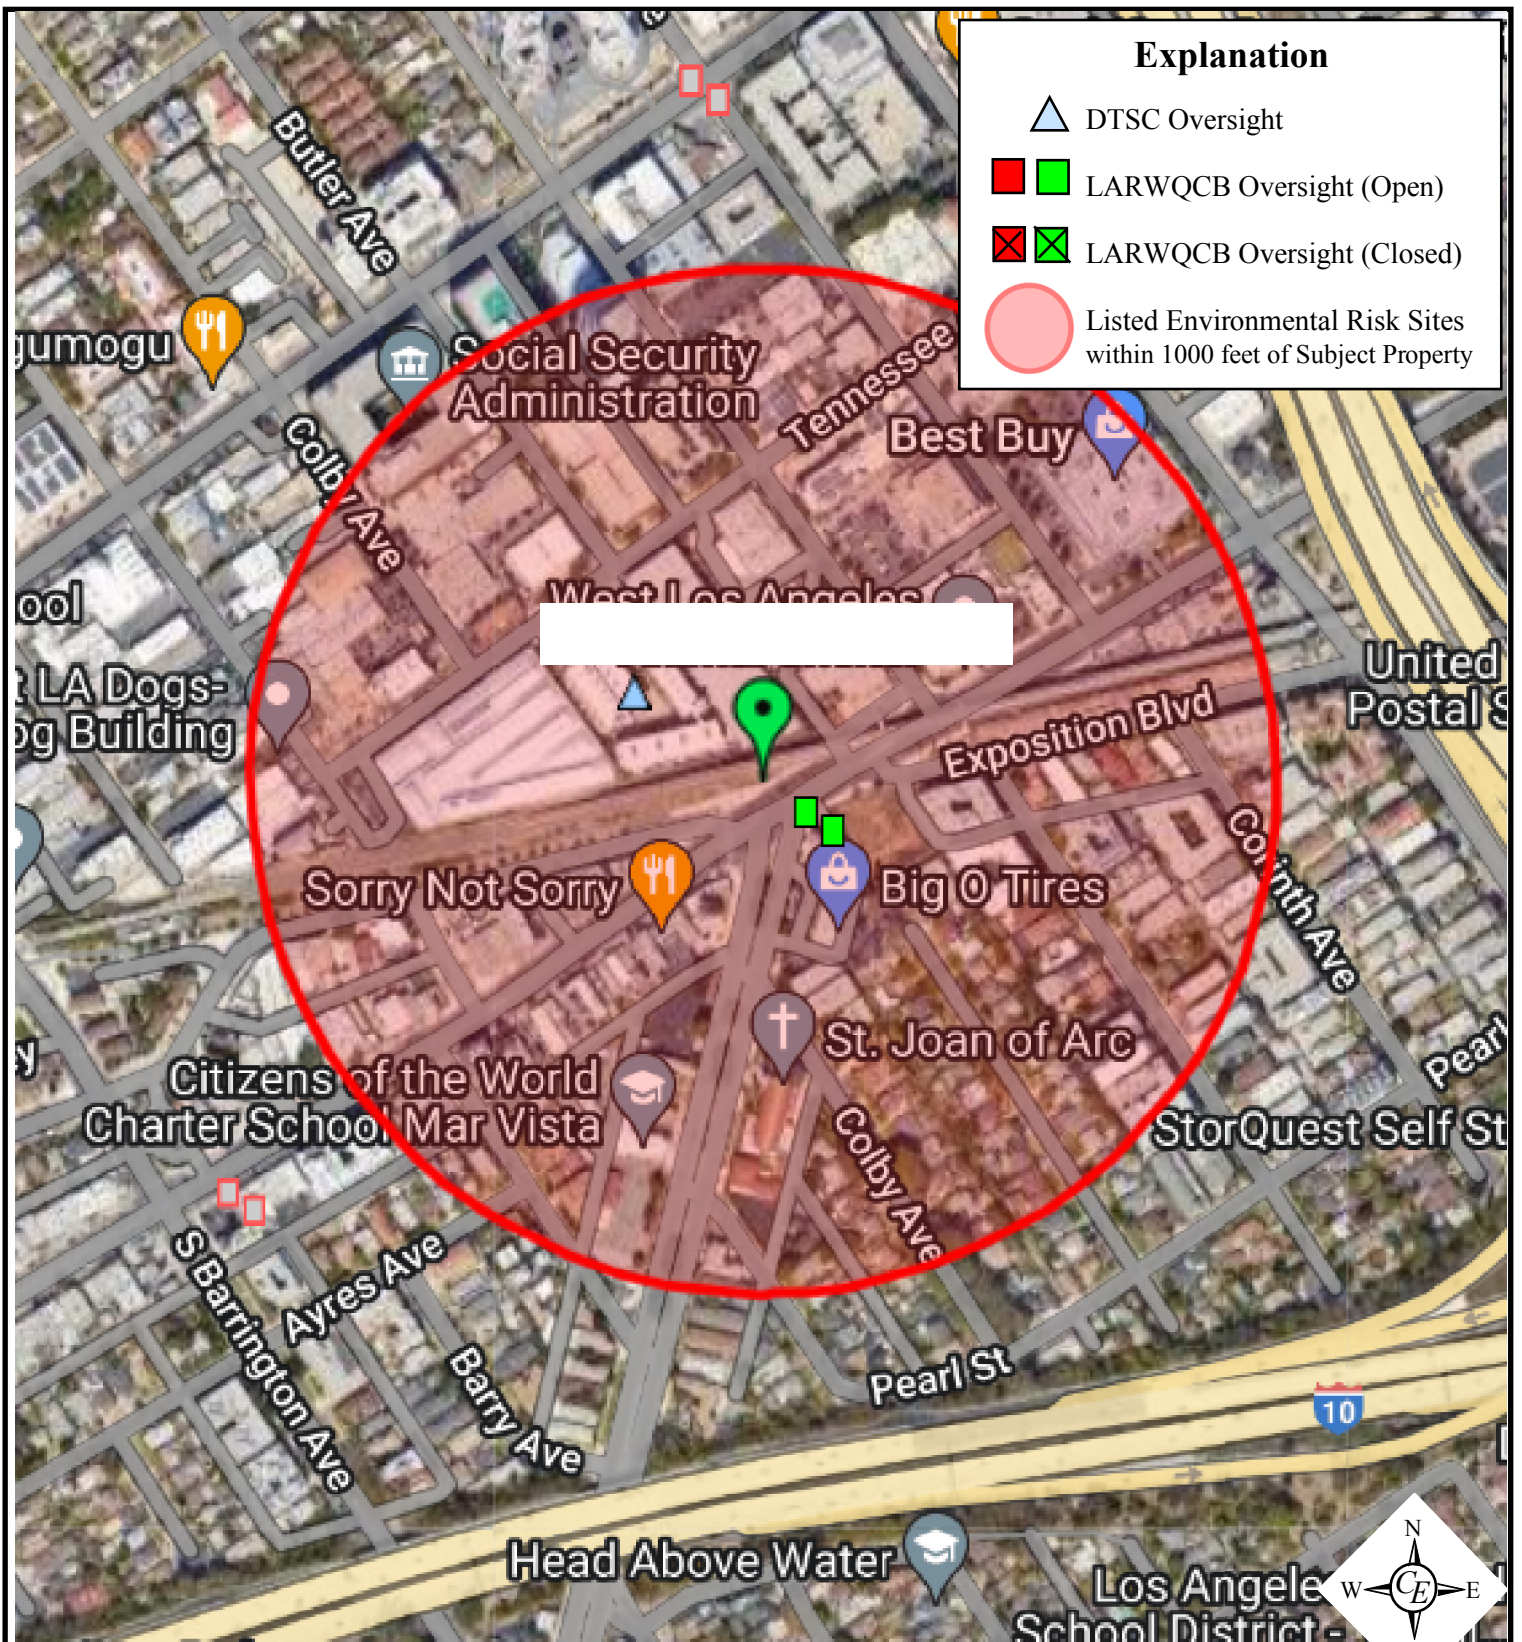 Explanation
DTSC Oversight
LARWQCB Oversight (Open)
LARWQCB Oversight (Closed)
Listed Environmental Risk Sites
within 1000 feet of Subject Property
Butler Ave
gumogu
Social Security
Administration
Tennessee
Best Buy
Colby Ave
West Los Angeles
ool
t LA Dogs-
og Building
United
Postal S
Exposition Blvd
Corinth Ave
Sorry Not Sorry
Big O Tires
St. Joan of Arc
Citizens of the World
Charter School Mar Vista
Colby Ave
Pearl
StorQuest Self St
ey
S Barrington Ave
Ayres Ave
Barry Ave
Pearl St
10
Head Above Water
Los Angele
School District -
N
W
CE
E